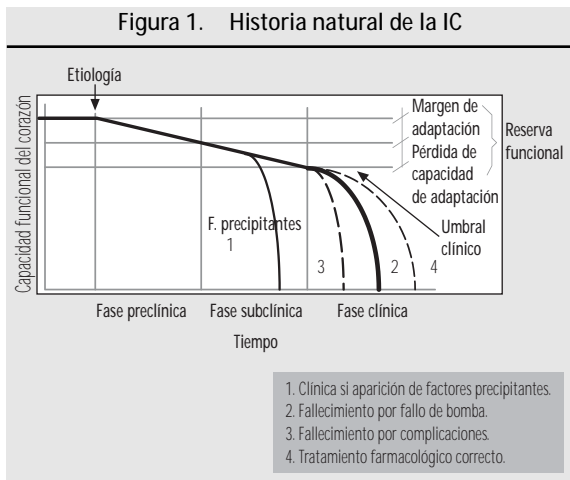 Figura 1. Historia natural de la IC
Etiología
Capacidad funcional del corazón
Margen de
adaptación
Pérdida de
capacidad
de adaptación
Reserva
funcional
Umbral
clínico
F. precipitantes
1
3
2
4
Fase preclínica
Fase subclínica
Fase clínica
Tiempo
1. Clínica si aparición de factores precipitantes.
2. Fallecimiento por fallo de bomba.
3. Fallecimiento por complicaciones.
4. Tratamiento farmacológico correcto.